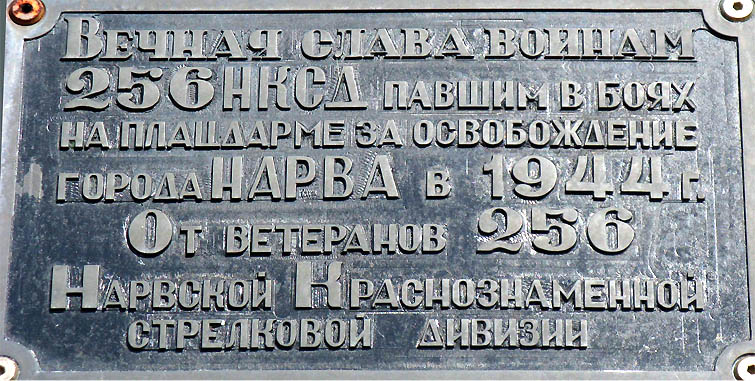 Вечная слава воинам
256 НКСД павшим в боях
на плацдарме за освобождение
города НАРВА в 1944 г.
От ветеранов 256
Нарвской Краснознаменной
стрелковой дивизии